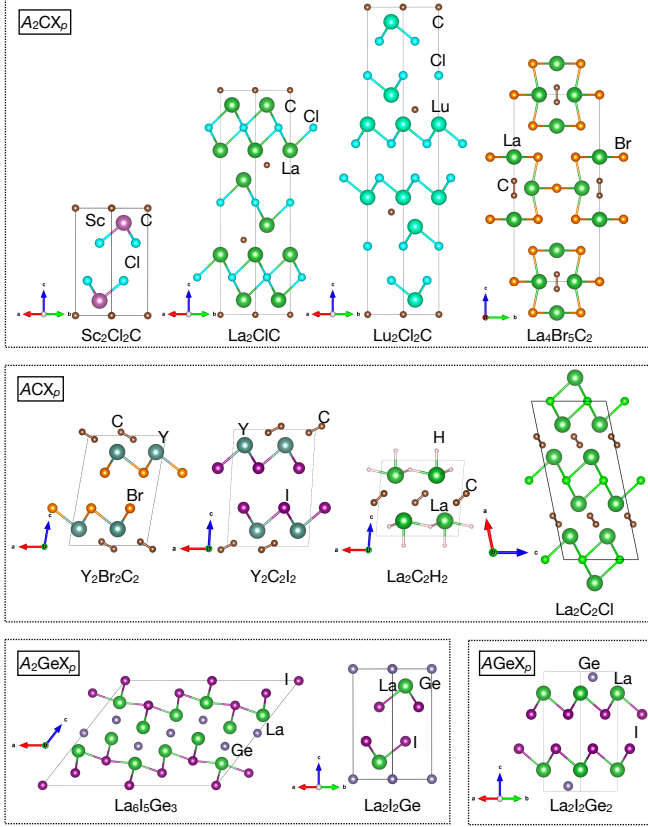 A₂CXₚ
C
Cl
Lu
C
Cl
La
La
Br
C
Sc
C
Cl
c
a
b
c
a
b
c
a
b
c
b
Sc₂Cl₂C
La₂ClC
Lu₂Cl₂C
La₄Br₅C₂
ACXₚ
C
Y
Br
Y
C
I
H
C
La
c
a
c
a
c
a
a
c
Y₂Br₂C₂
Y₂C₂I₂
La₂C₂H₂
La₂C₂Cl
A₂GeXₚ
I
La
Ge
c
a
La₆I₅Ge₃
La
Ge
I
c
a
b
La₂I₂Ge
AGeXₚ
Ge
La
I
c
a
b
La₂I₂Ge₂